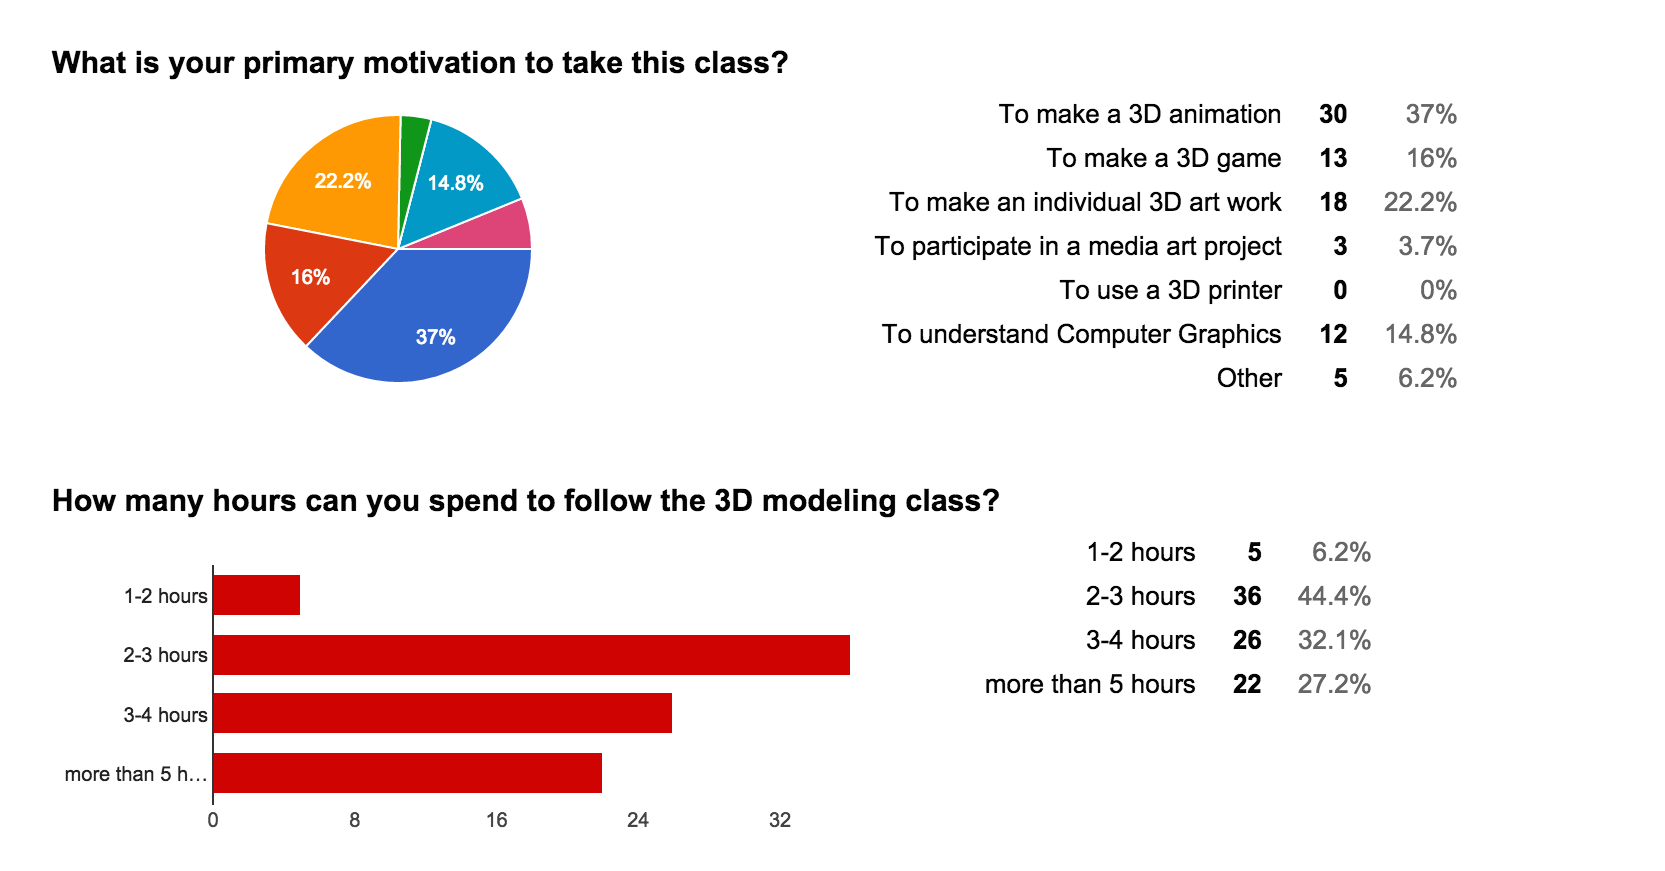 What is your primary motivation to take this class?
22.2%
14.8%
16%
37%
To make a 3D animation 30 37%
To make a 3D game 13 16%
To make an individual 3D art work 18 22.2%
To participate in a media art project 3 3.7%
To use a 3D printer 0 0%
To understand Computer Graphics 12 14.8%
Other 5 6.2%
How many hours can you spend to follow the 3D modeling class?
1-2 hours
2-3 hours
3-4 hours
more than 5 h...
0 8 16 24 32
1-2 hours 5 6.2%
2-3 hours 36 44.4%
3-4 hours 26 32.1%
more than 5 hours 22 27.2%